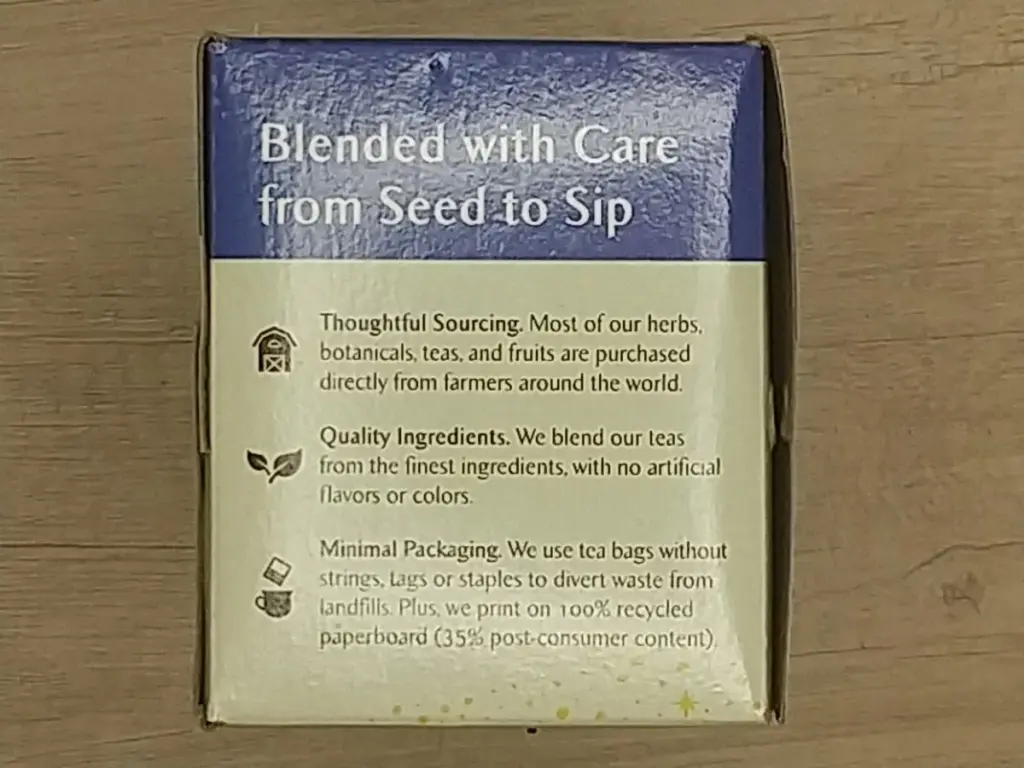 Blended with Care
from Seed to Sip
Thoughtful Sourcing. Most of our herbs,
botanicals, teas, and fruits are purchased
directly from farmers around the world.
Quality Ingredients. We blend our teas
from the finest ingredients, with no artificial
flavors or colors.
Minimal Packaging. We use tea bags without
strings, tags or staples to divert waste from
landfills. Plus, we print on 100% recycled
paperboard (35% post-consumer content).